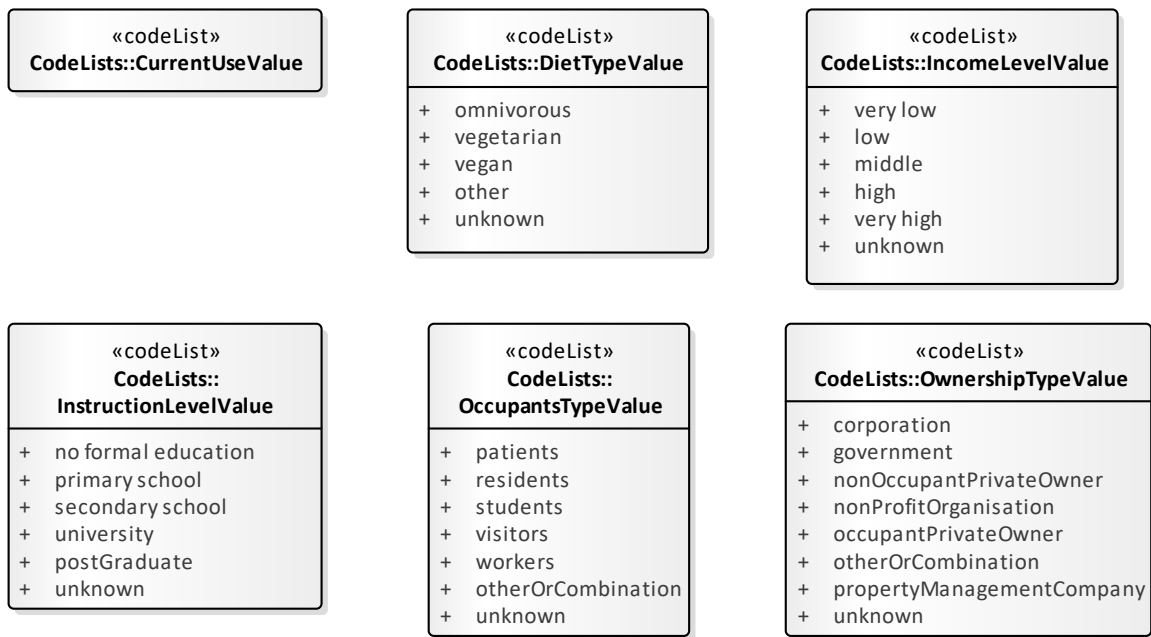 «codeList»
CodeLists::CurrentUseValue
«codeList»
CodeLists::DietTypeValue
+ omnivorous
+ vegetarian
+ vegan
+ other
+ unknown
«codeList»
CodeLists::IncomeLevelValue
+ very low
+ low
+ middle
+ high
+ very high
+ unknown
«codeList»
CodeLists::
InstructionLevelValue
+ no formal education
+ primary school
+ secondary school
+ university
+ postGraduate
+ unknown
«codeList»
CodeLists::
OccupantsTypeValue
+ patients
+ residents
+ students
+ visitors
+ workers
+ otherOrCombination
+ unknown
«codeList»
CodeLists::OwnershipTypeValue
+ corporation
+ government
+ nonOccupantPrivateOwner
+ nonProfitOrganisation
+ occupantPrivateOwner
+ otherOrCombination
+ propertyManagementCompany
+ unknown